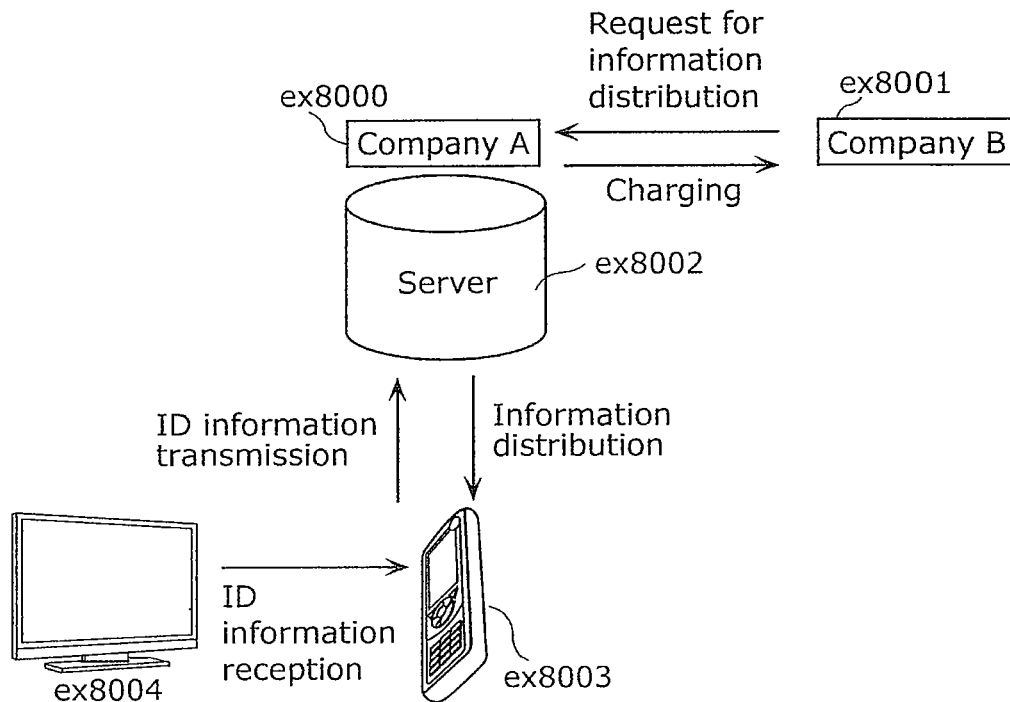 Request for
information
distribution
ex8000
ex8001
Company A
Company B
Charging
Server
ex8002
ID information
transmission
Information
distribution
ID
information
reception
ex8004
ex8003